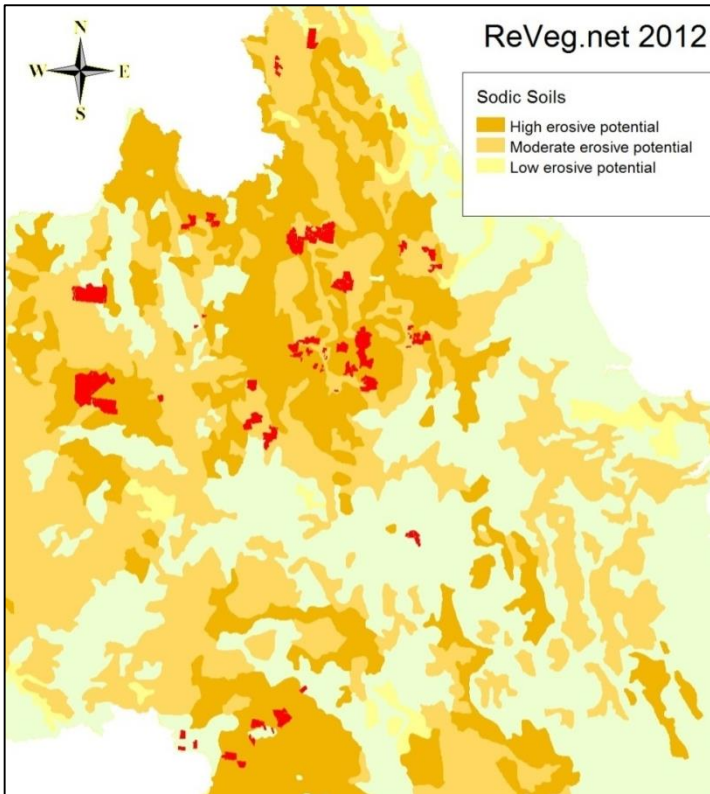 ReVeg.net 2012
N
W E
S
Sodic Soils
High erosive potential
Moderate erosive potential
Low erosive potential